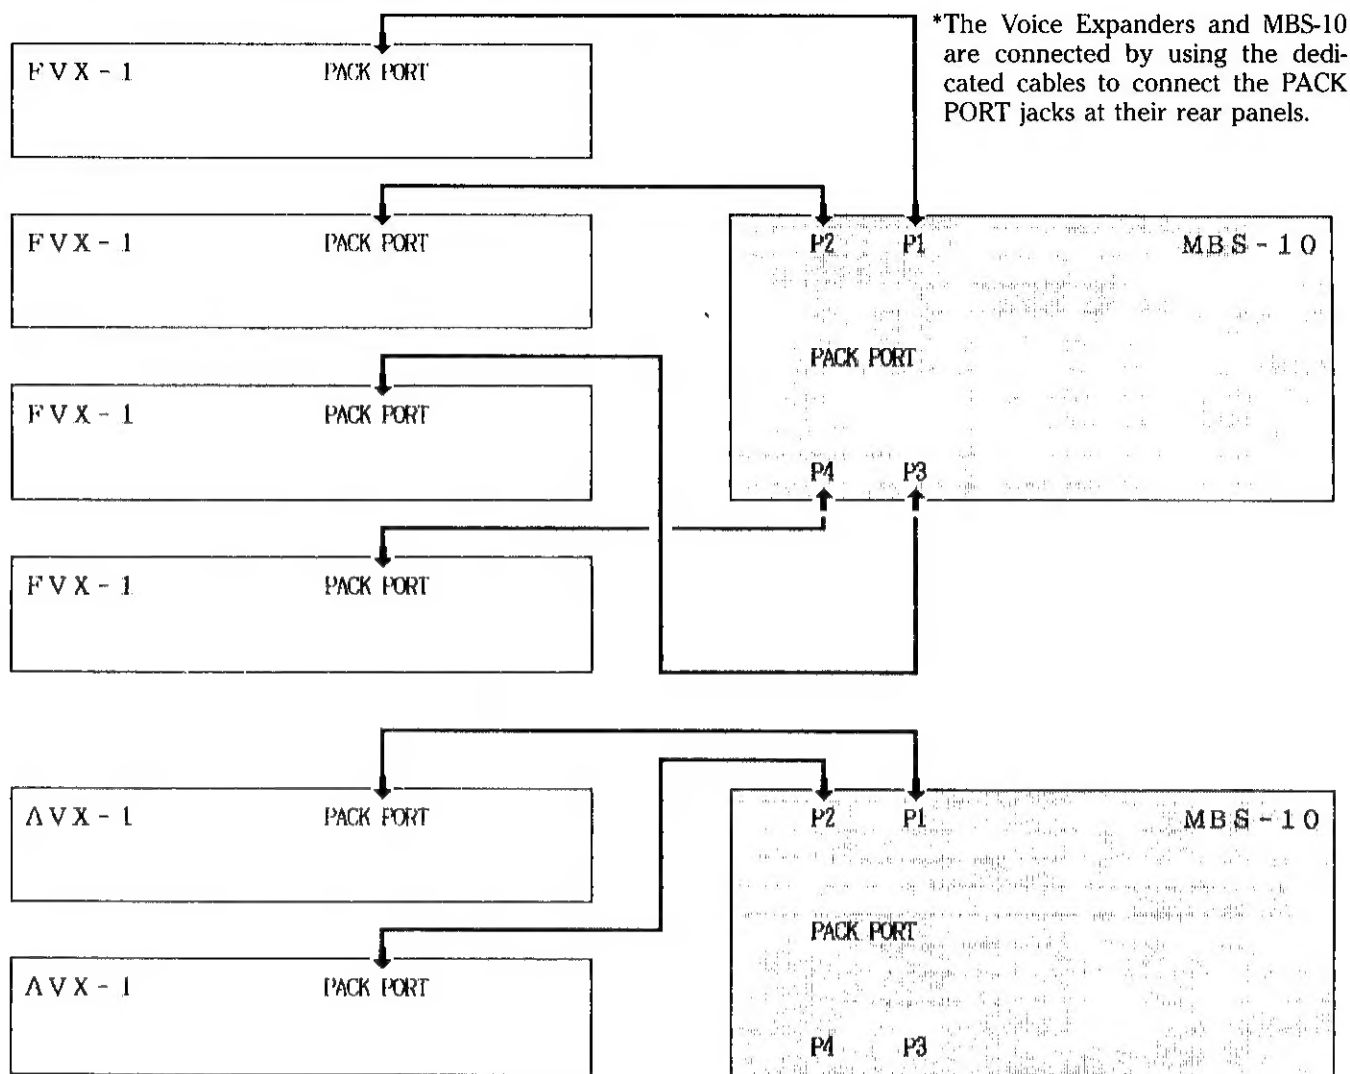 *The Voice Expanders and MBS-10
are connected by using the dedi-
cated cables to connect the PACK
PORT jacks at their rear panels.
FVX-1 PACK PORT
FVX-1 PACK PORT
P2 P1 MBS-10
PACK PORT
FVX-1 PACK PORT
P4 P3
FVX-1 PACK PORT
AVX-1 PACK PORT
P2 P1 MBS-10
PACK PORT
AVX-1 PACK PORT
P4 P3